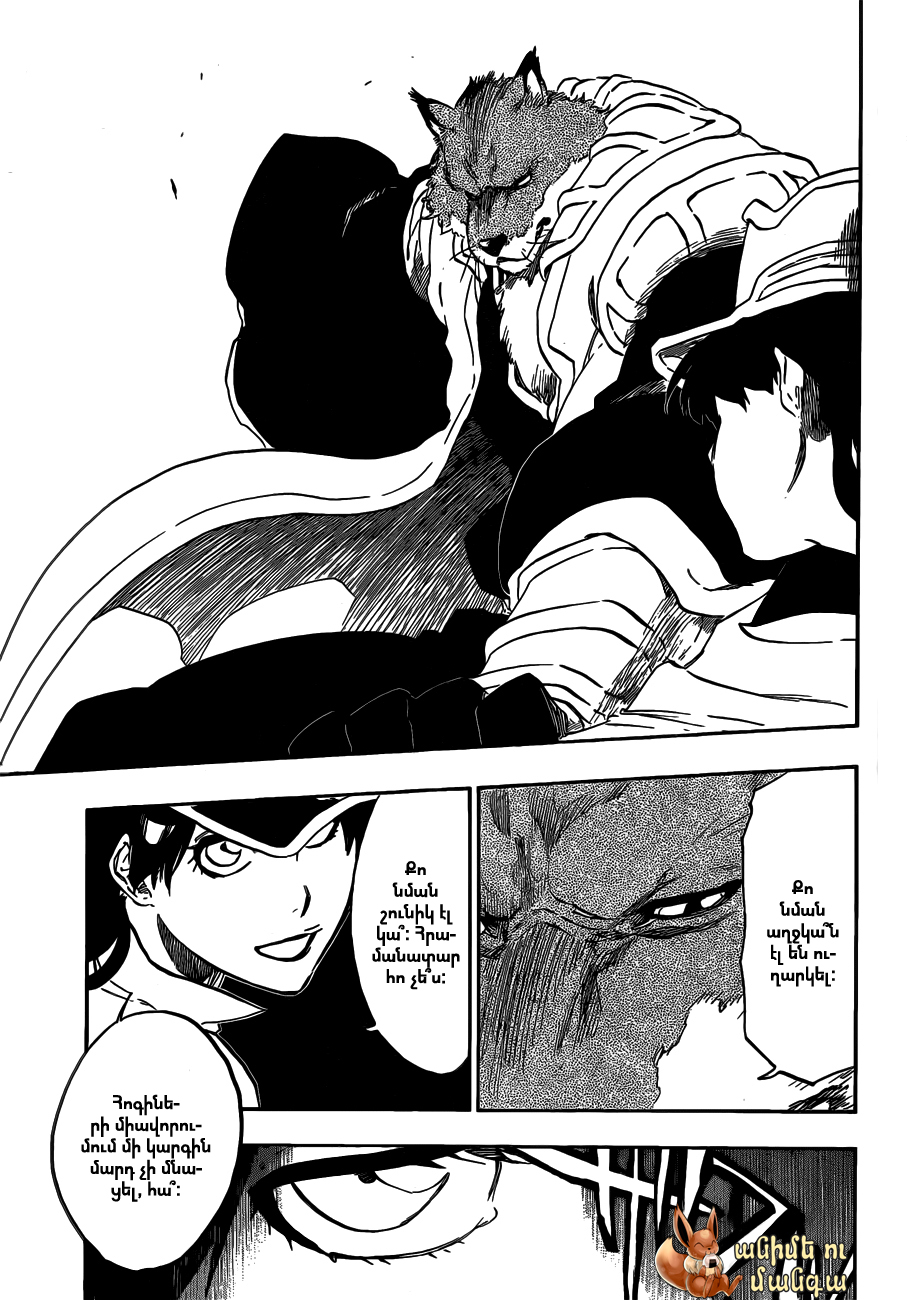 Քո
նման
աղջկա՞ն
էլ են ու-
ղարկել:
Քո
նման
շունիկ էլ
կա՞: Հրա-
մանատար
հո չե՞ս:
Հոգինե-
րի միավորու-
մում մի կարգին
մարդ չի մնա-
ցել, հա՞:
անիմե ու
մանգա